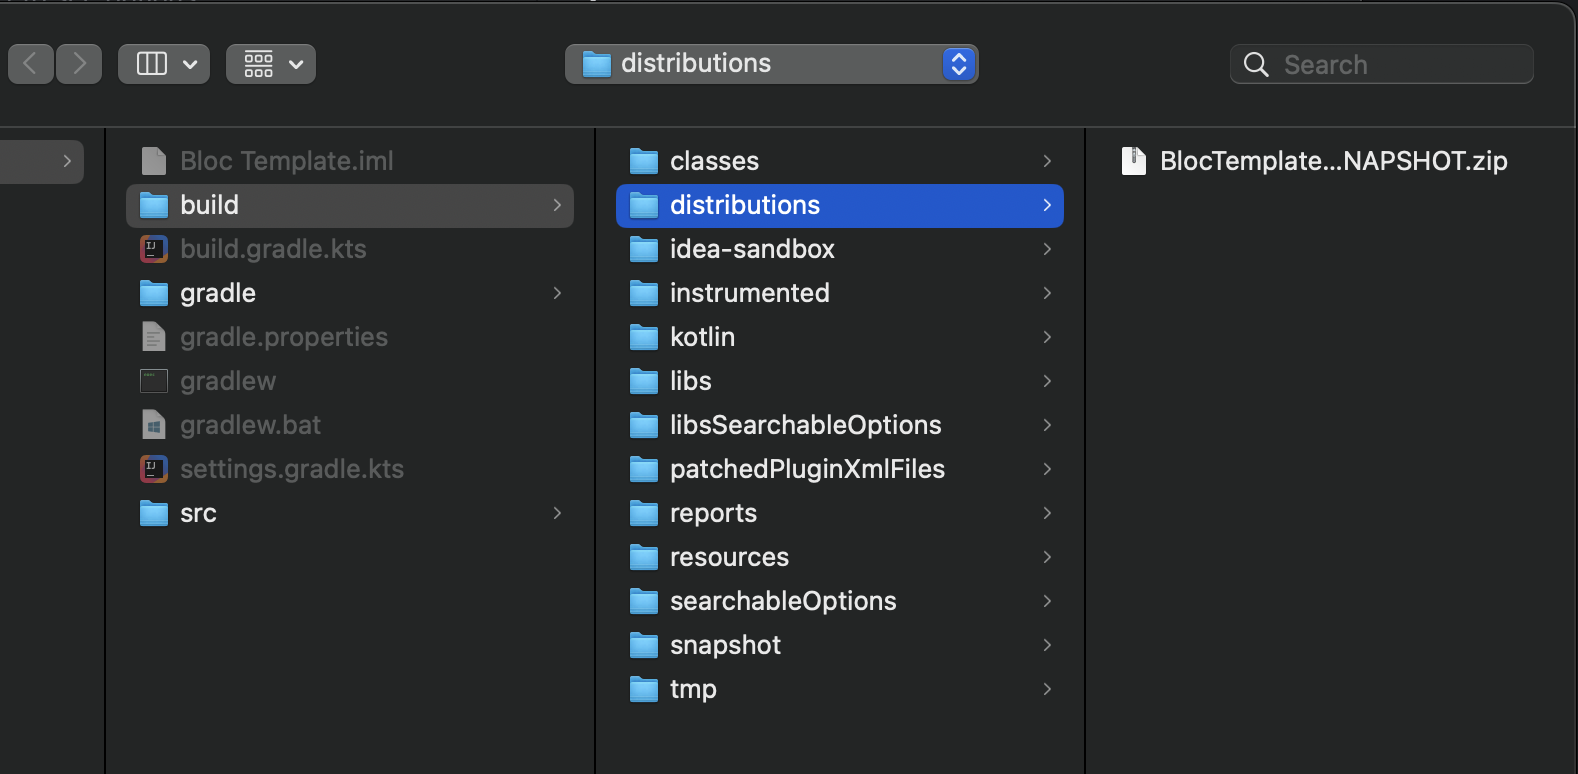 distributions
Search
Bloc Template.iml
build
build.gradle.kts
gradle
gradle.properties
gradlew
gradlew.bat
settings.gradle.kts
src
classes
distributions
idea-sandbox
instrumented
kotlin
libs
libsSearchableOptions
patchedPluginXmlFiles
reports
resources
searchableOptions
snapshot
tmp
BlocTemplate...NAPSHOT.zip